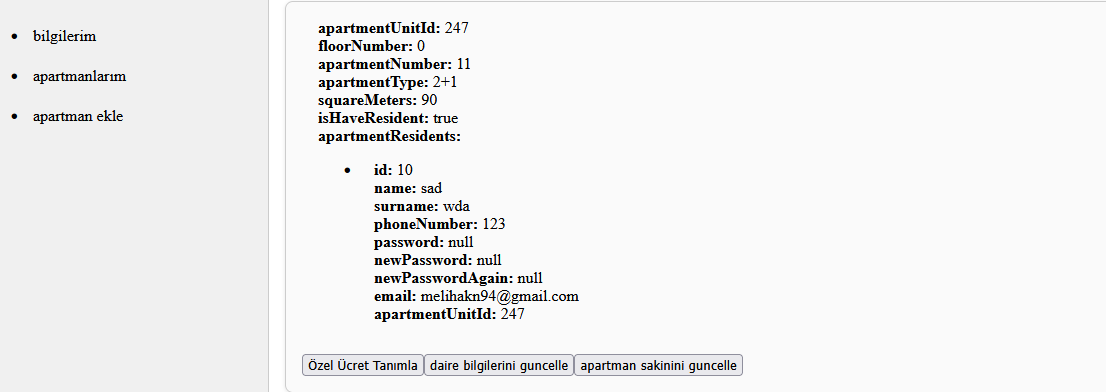 bilgilerim
apartmanlarım
apartman ekle
apartmentUnitId: 247
floorNumber: 0
apartmentNumber: 11
apartmentType: 2+1
squareMeters: 90
isHaveResident: true
apartmentResidents:
id: 10
name: sad
surname: wda
phoneNumber: 123
password: null
newPassword: null
newPasswordAgain: null
email: melihakn94@gmail.com
apartmentUnitId: 247
Özel Ücret Tanımla daire bilgilerini guncelle apartman sakinini guncelle